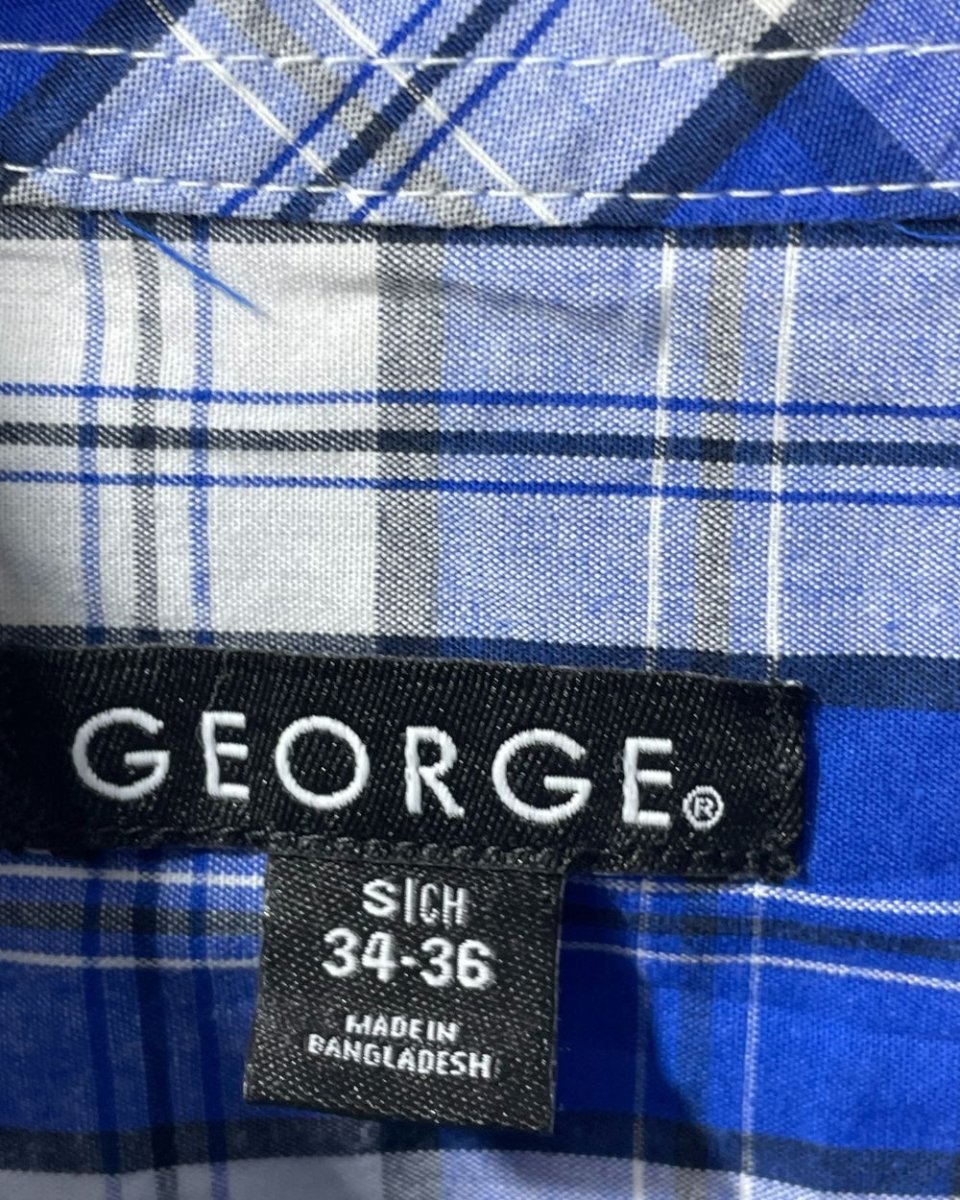 GEORGE®
S/CH
34-36
MADE IN
BANGLADESH